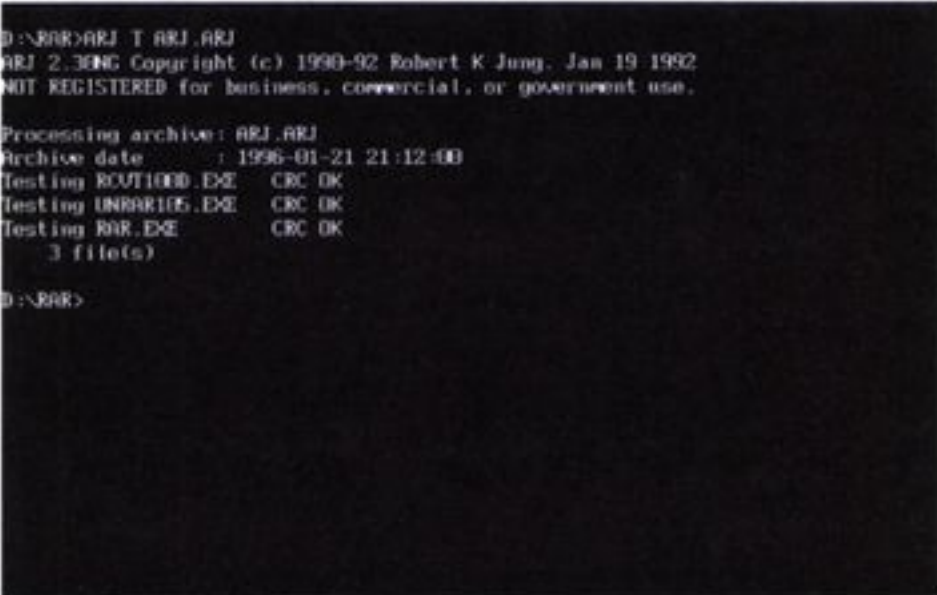 D:\RAR>ARJ T ARJ.ARJ
ARJ 2.30NG Copyright (c) 1990-92 Robert K Jung. Jan 19 1992
NOT REGISTERED for business, commercial, or government use.
Processing archive: ARJ.ARJ
Archive date : 1996-01-21 21:12:00
Testing RCVT100D.EXE CRC OK
Testing UNRAR105.EXE CRC OK
Testing RAR.EXE CRC OK
3 file(s)
D:\RAR>